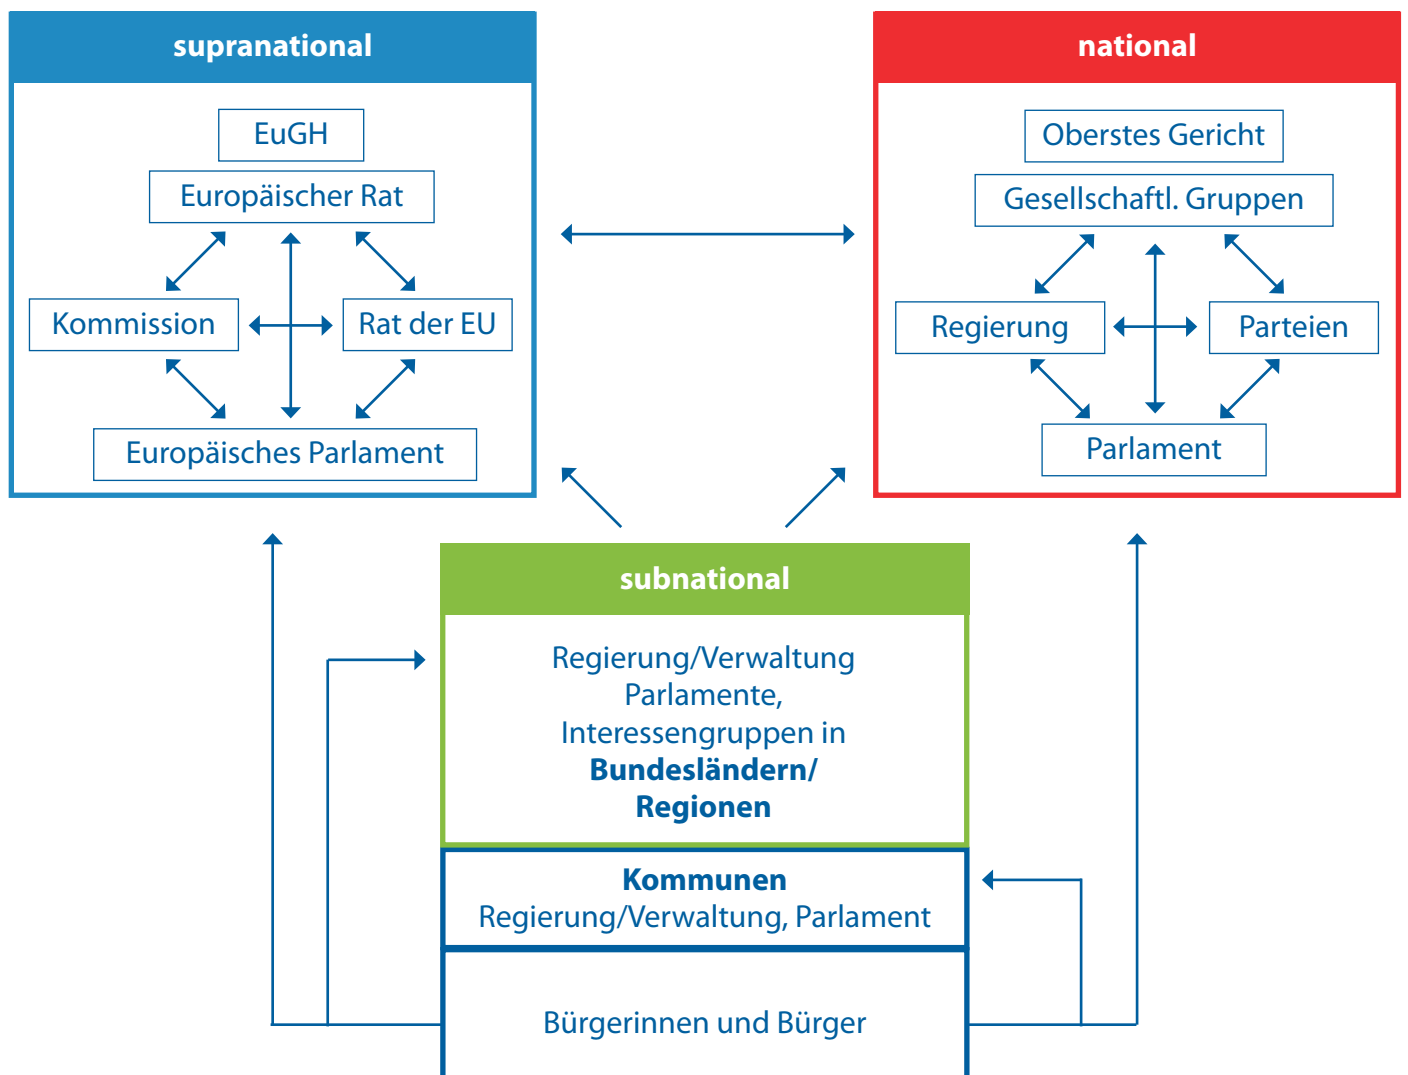 supranational
EuGH
Europäischer Rat
Kommission
Rat der EU
Europäisches Parlament
national
Oberstes Gericht
Gesellschaftl. Gruppen
Regierung
Parteien
Parlament
subnational
Regierung/Verwaltung
Parlamente,
Interessengruppen in
Bundesländern/
Regionen
Kommunen
Regierung/Verwaltung, Parlament
Bürgerinnen und Bürger